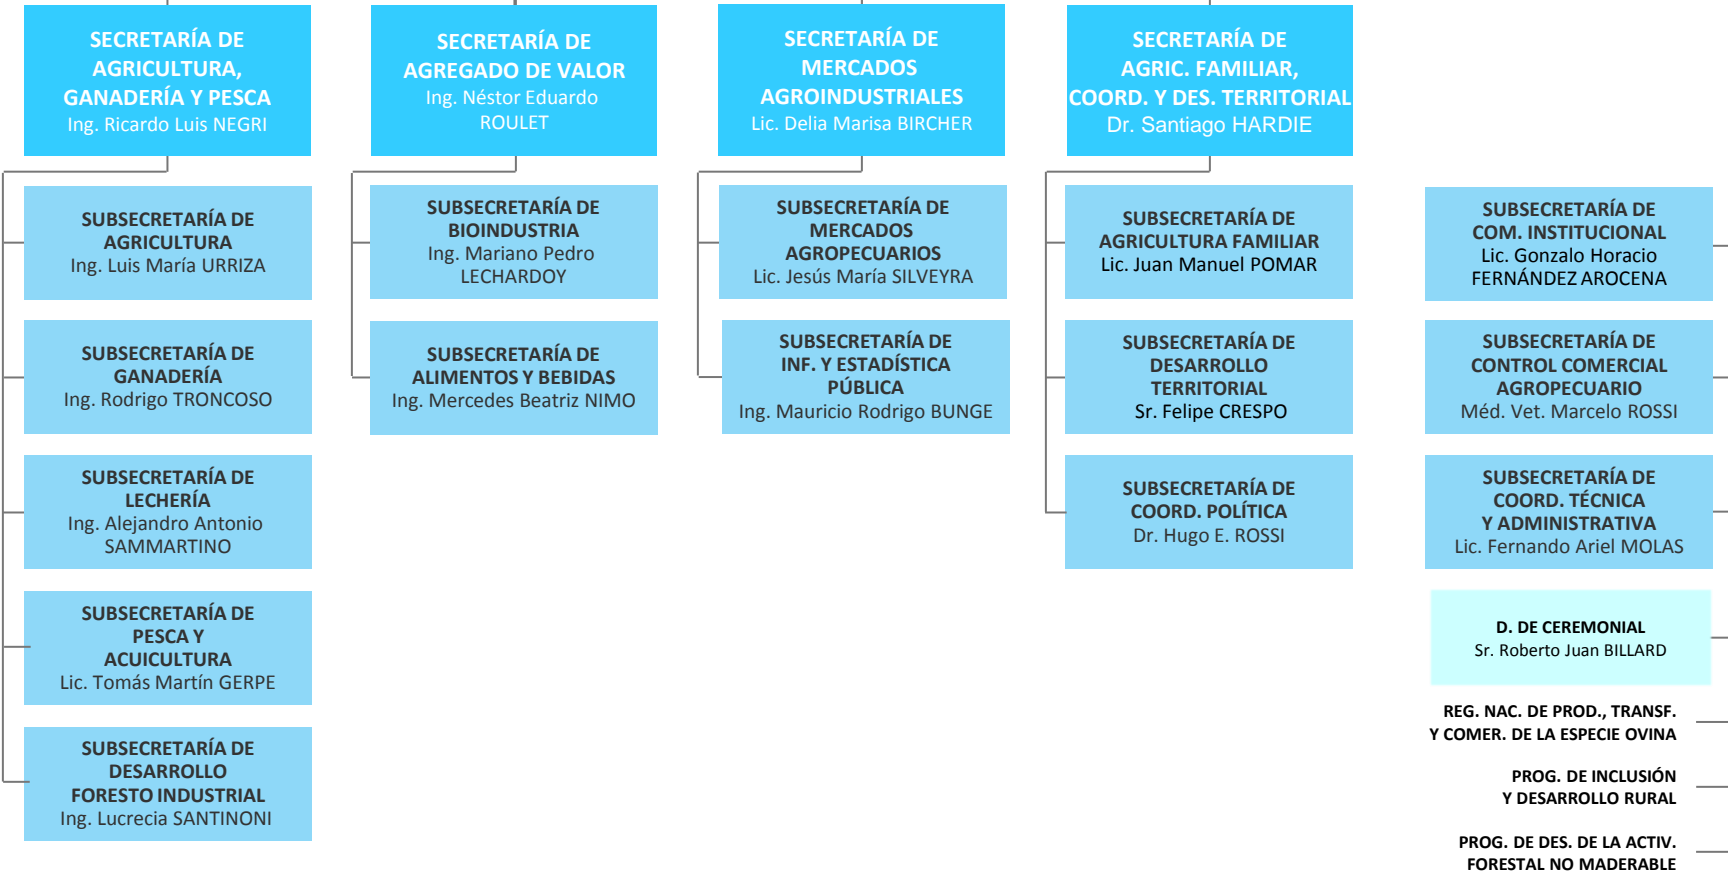 SECRETARÍA DE
AGRICULTURA,
GANADERÍA Y PESCA
Ing. Ricardo Luis NEGRI
SUBSECRETARÍA DE
AGRICULTURA
Ing. Luis María URRIZA
SUBSECRETARÍA DE
GANADERÍA
Ing. Rodrigo TRONCOSO
SUBSECRETARÍA DE
LECHERÍA
Ing. Alejandro Antonio
SAMMARTINO
SUBSECRETARÍA DE
PESCA Y
ACUICULTURA
Lic. Tomás Martín GERPE
SUBSECRETARÍA DE
DESARROLLO
FORESTO INDUSTRIAL
Ing. Lucrecia SANTINONI
SECRETARÍA DE
AGREGADO DE VALOR
Ing. Néstor Eduardo
ROULET
SUBSECRETARÍA DE
BIOINDUSTRIA
Ing. Mariano Pedro
LECHARDOY
SUBSECRETARÍA DE
ALIMENTOS Y BEBIDAS
Ing. Mercedes Beatriz NIMO
SECRETARÍA DE
MERCADOS
AGROINDUSTRIALES
Lic. Delia Marisa BIRCHER
SUBSECRETARÍA DE
MERCADOS
AGROPECUARIOS
Lic. Jesús María SILVEYRA
SUBSECRETARÍA DE
INF. Y ESTADÍSTICA
PÚBLICA
Ing. Mauricio Rodrigo BUNGE
SECRETARÍA DE
AGRIC. FAMILIAR,
COORD. Y DES. TERRITORIAL
Dr. Santiago HARDIE
SUBSECRETARÍA DE
AGRICULTURA FAMILIAR
Lic. Juan Manuel POMAR
SUBSECRETARÍA DE
DESARROLLO
TERRITORIAL
Sr. Felipe CRESPO
SUBSECRETARÍA DE
COORD. POLÍTICA
Dr. Hugo E. ROSSI
SUBSECRETARÍA DE
COM. INSTITUCIONAL
Lic. Gonzalo Horacio
FERNÁNDEZ AROCENA
SUBSECRETARÍA DE
CONTROL COMERCIAL
AGROPECUARIO
Méd. Vet. Marcelo ROSSI
SUBSECRETARÍA DE
COORD. TÉCNICA
Y ADMINISTRATIVA
Lic. Fernando Ariel MOLAS
D. DE CEREMONIAL
Sr. Roberto Juan BILLARD
REG. NAC. DE PROD., TRANSF.
Y COMER. DE LA ESPECIE OVINA
PROG. DE INCLUSIÓN
Y DESARROLLO RURAL
PROG. DE DES. DE LA ACTIV.
FORESTAL NO MADERABLE